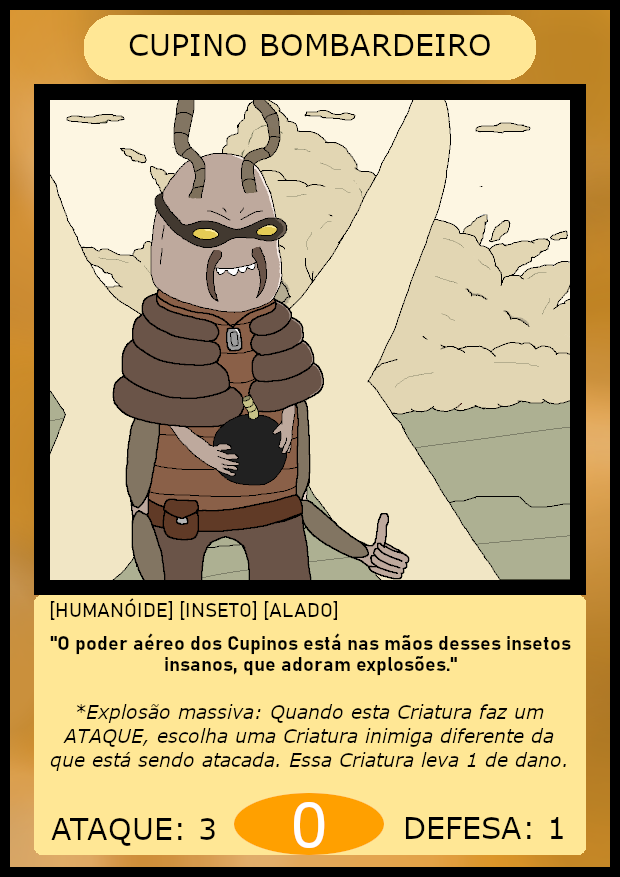 CUPINO BOMBARDEIRO
[HUMANÓIDE] [INSETO] [ALADO]
"O poder aéreo dos Cupinos está nas mãos desses insetos
insanos, que adoram explosões."
*Explosão massiva: Quando esta Criatura faz um
ATAQUE, escolha uma Criatura inimiga diferente da
que está sendo atacada. Essa Criatura leva 1 de dano.
ATAQUE: 3
0
DEFESA: 1